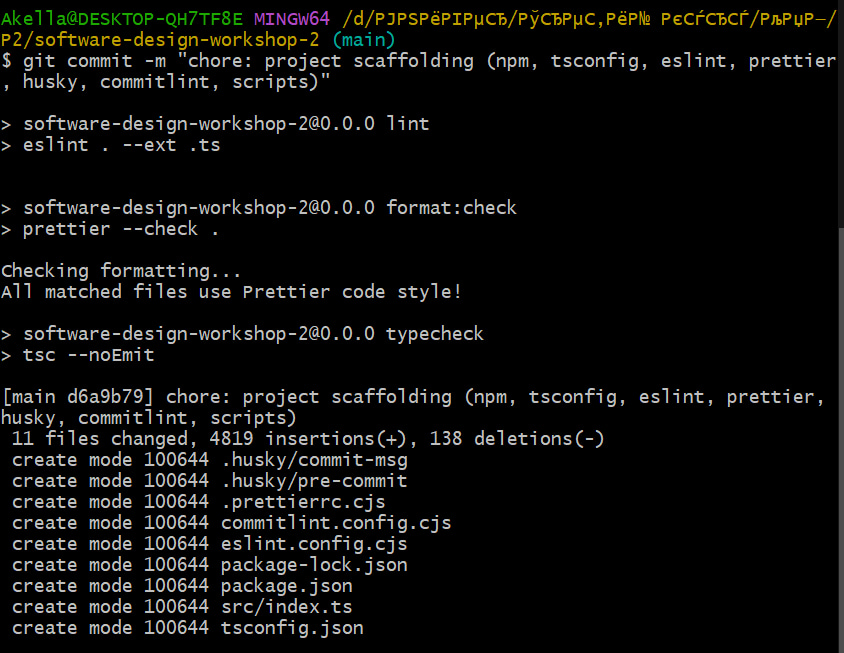 Akella@DESKTOP-QH7TF8E MINGW64 /d/РЈРЅРёРІРµСЂ/РўСЂРµС‚РёР№ РєСѓСЂСЃ/РљРџР—/
P2/software-design-workshop-2 (main)
$ git commit -m "chore: project scaffolding (npm, tsconfig, eslint, prettier
, husky, commitlint, scripts)"
> software-design-workshop-2@0.0.0 lint
> eslint . --ext .ts
> software-design-workshop-2@0.0.0 format:check
> prettier --check .
Checking formatting...
All matched files use Prettier code style!
> software-design-workshop-2@0.0.0 typecheck
> tsc --noEmit
[main d6a9b79] chore: project scaffolding (npm, tsconfig, eslint, prettier,
husky, commitlint, scripts)
11 files changed, 4819 insertions(+), 138 deletions(-)
create mode 100644 .husky/commit-msg
create mode 100644 .husky/pre-commit
create mode 100644 .prettierrc.cjs
create mode 100644 commitlint.config.cjs
create mode 100644 eslint.config.cjs
create mode 100644 package-lock.json
create mode 100644 package.json
create mode 100644 src/index.ts
create mode 100644 tsconfig.json